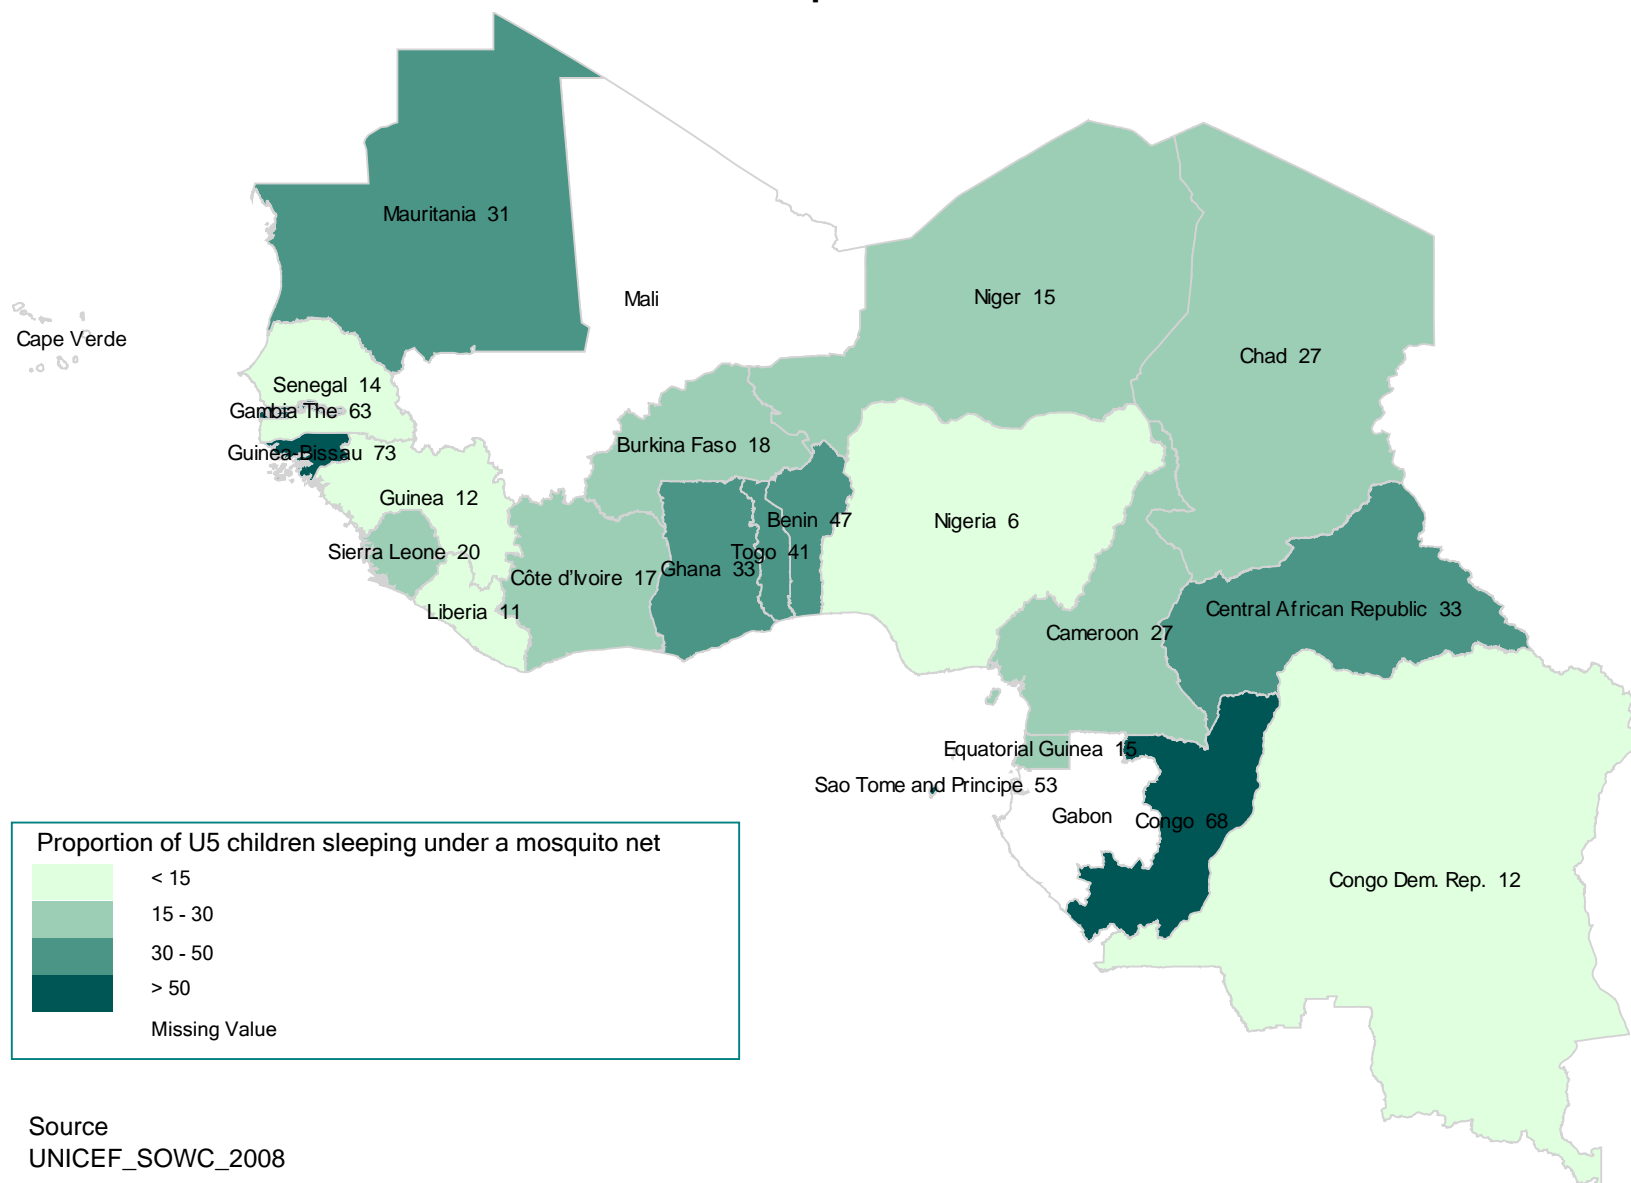 Mauritania 31
Mali
Niger 15
Cape Verde
Chad 27
Senegal 14
Gambia The 63
Burkina Faso 18
Guinea-Bissau 73
Guinea 12
Benin 47
Nigeria 6
Sierra Leone 20
Togo 41
Ghana 33
Côte d'Ivoire 17
Liberia 11
Central African Republic 33
Cameroon 27
Equatorial Guinea 15
Sao Tome and Principe 53
Gabon
Congo 68
Congo Dem. Rep. 12
Proportion of U5 children sleeping under a mosquito net
< 15
15 - 30
30 - 50
> 50
Missing Value
Source
UNICEF_SOWC_2008